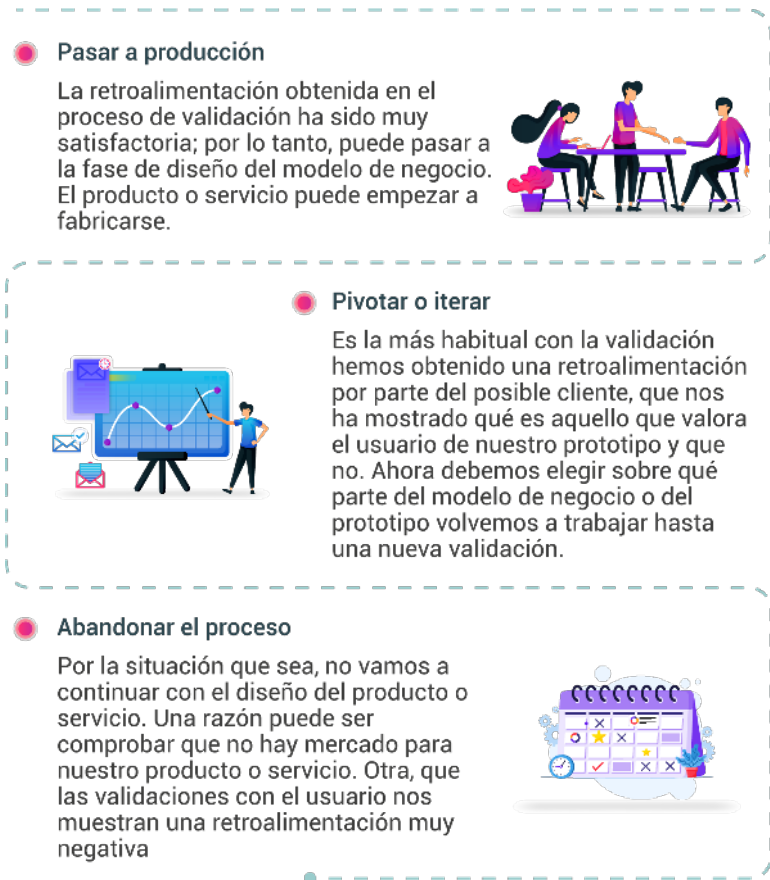 Pasar a producción
La retroalimentación obtenida en el
proceso de validación ha sido muy
satisfactoria; por lo tanto, puede pasar a
la fase de diseño del modelo de negocio.
El producto o servicio puede empezar a
fabricarse.
Pivotar o iterar
Es la más habitual con la validación
hemos obtenido una retroalimentación
por parte del posible cliente, que nos
ha mostrado qué es aquello que valora
el usuario de nuestro prototipo y que
no. Ahora debemos elegir sobre qué
parte del modelo de negocio o del
prototipo volvemos a trabajar hasta
una nueva validación.
Abandonar el proceso
Por la situación que sea, no vamos a
continuar con el diseño del producto o
servicio. Una razón puede ser
comprobar que no hay mercado para
nuestro producto o servicio. Otra, que
las validaciones con el usuario nos
muestran una retroalimentación muy
negativa